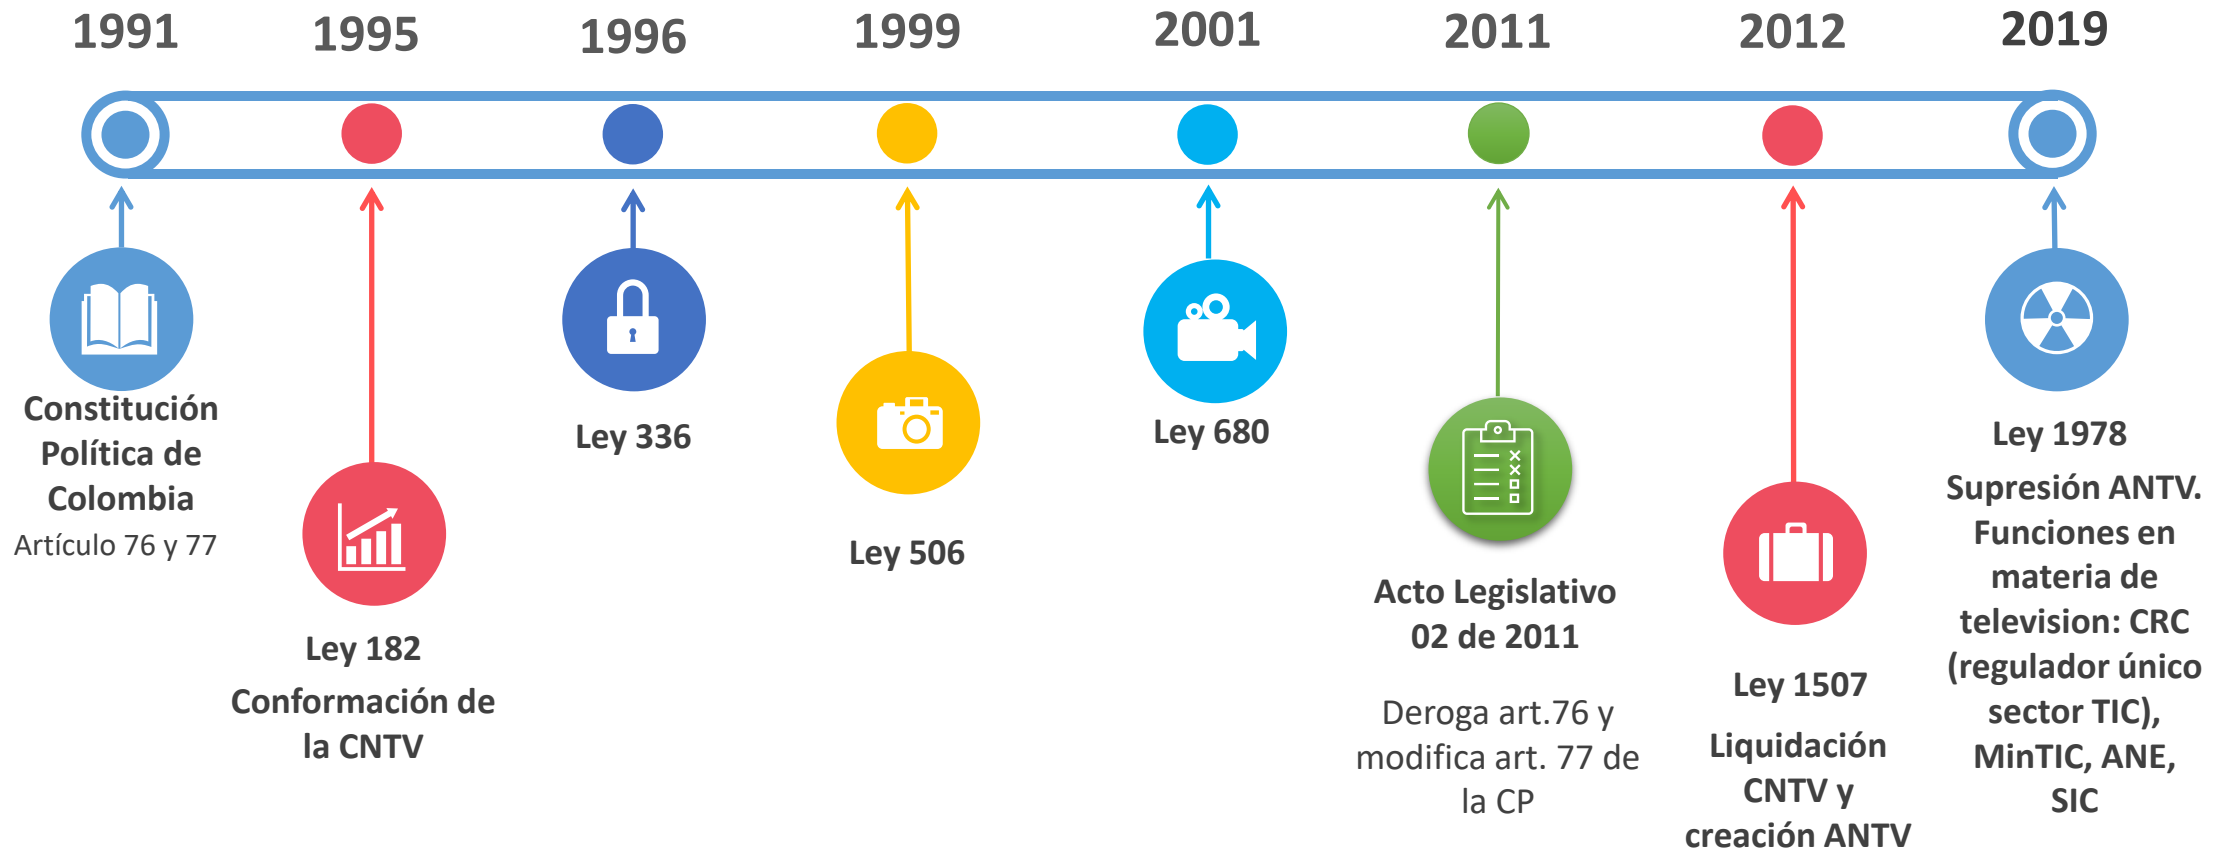 1991
1995
1996
1999
2001
2011
2012
2019
Constitución
Política de
Colombia
Artículo 76 y 77
Ley 182
Conformación de
la CNTV
Ley 336
Ley 506
Ley 680
Acto Legislativo
02 de 2011
Deroga art.76 y
modifica art. 77 de
la CP
Ley 1507
Liquidación
CNTV y
creación ANTV
Ley 1978
Supresión ANTV.
Funciones en
materia de
television: CRC
(regulador único
sector TIC),
MinTIC, ANE,
SIC